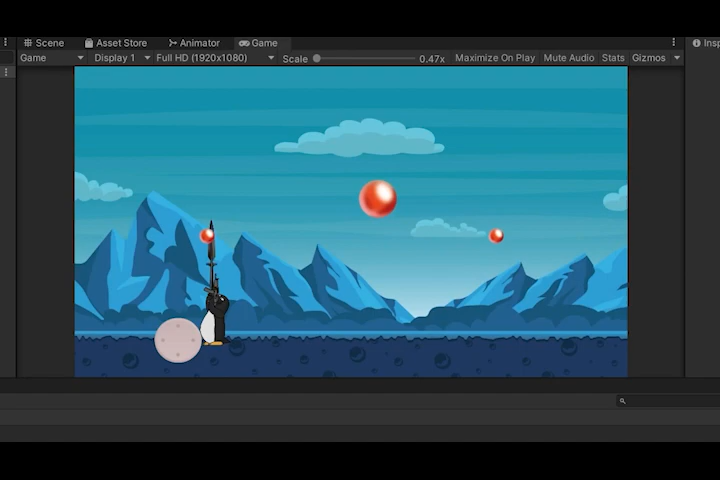 Scene Asset Store Animator Game Insp
Game Display 1 Full HD (1920x1080) Scale 0.47x Maximize On Play Mute Audio Stats Gizmos